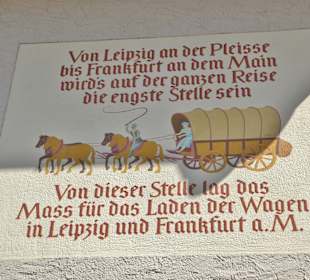 Von Leipzig an der Pleisse
bis Frankfurt an dem Main
wird's auf der ganzen Reise
die engste Stelle sein
Von dieser Stelle lag das
Mass für das Laden der Wagen
in Leipzig und Frankfurt a.M.